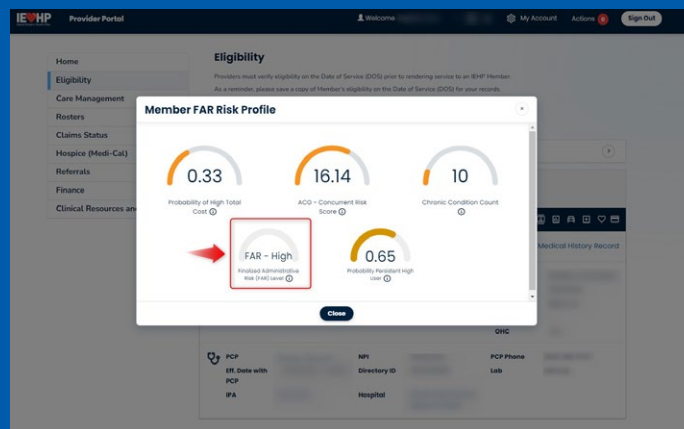 IEHP
Provider Portal
Welcome
My Account
Actions
Sign Out
Home
Eligibility
Care Management
Rosters
Claims Status
Hospice (Medi-Cal)
Referrals
Finance
Clinical Resources an
Eligibility
Providers must verify eligibility on the Date of Service (DOS) prior to rendering service to an IEHP Member.
As a reminder, please save a copy of Member's eligibility on the Date of Service (DOS) for your records.
Member FAR Risk Profile
0.33
Probability of High Total
Cost
16.14
ACG - Concurrent Risk
Score
10
Chronic Condition Count
FAR - High
Finalized Administrative
Risk (FAR) Level
0.65
Probability Persistent High
User
Close
Medical History Record
OHC
PCP
Eff. Date with
PCP
IPA
NPI
Directory ID
Hospital
PCP Phone
Lab